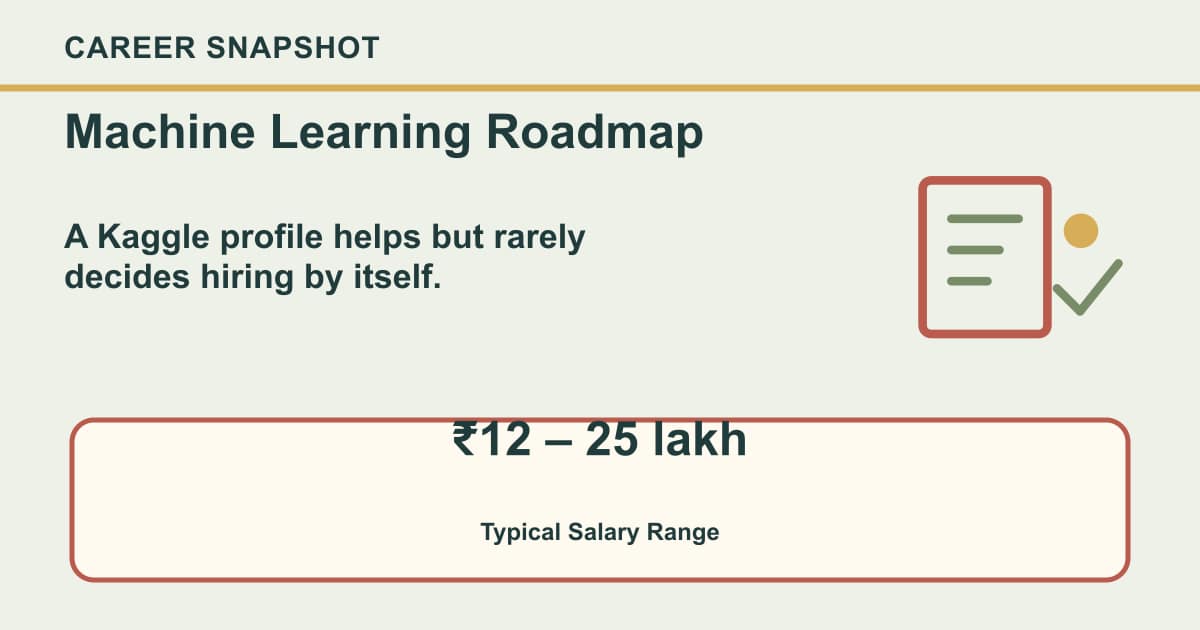 CAREER SNAPSHOT
Machine Learning Roadmap
A Kaggle profile helps but rarely
decides hiring by itself.
₹12 – 25 lakh
Typical Salary Range